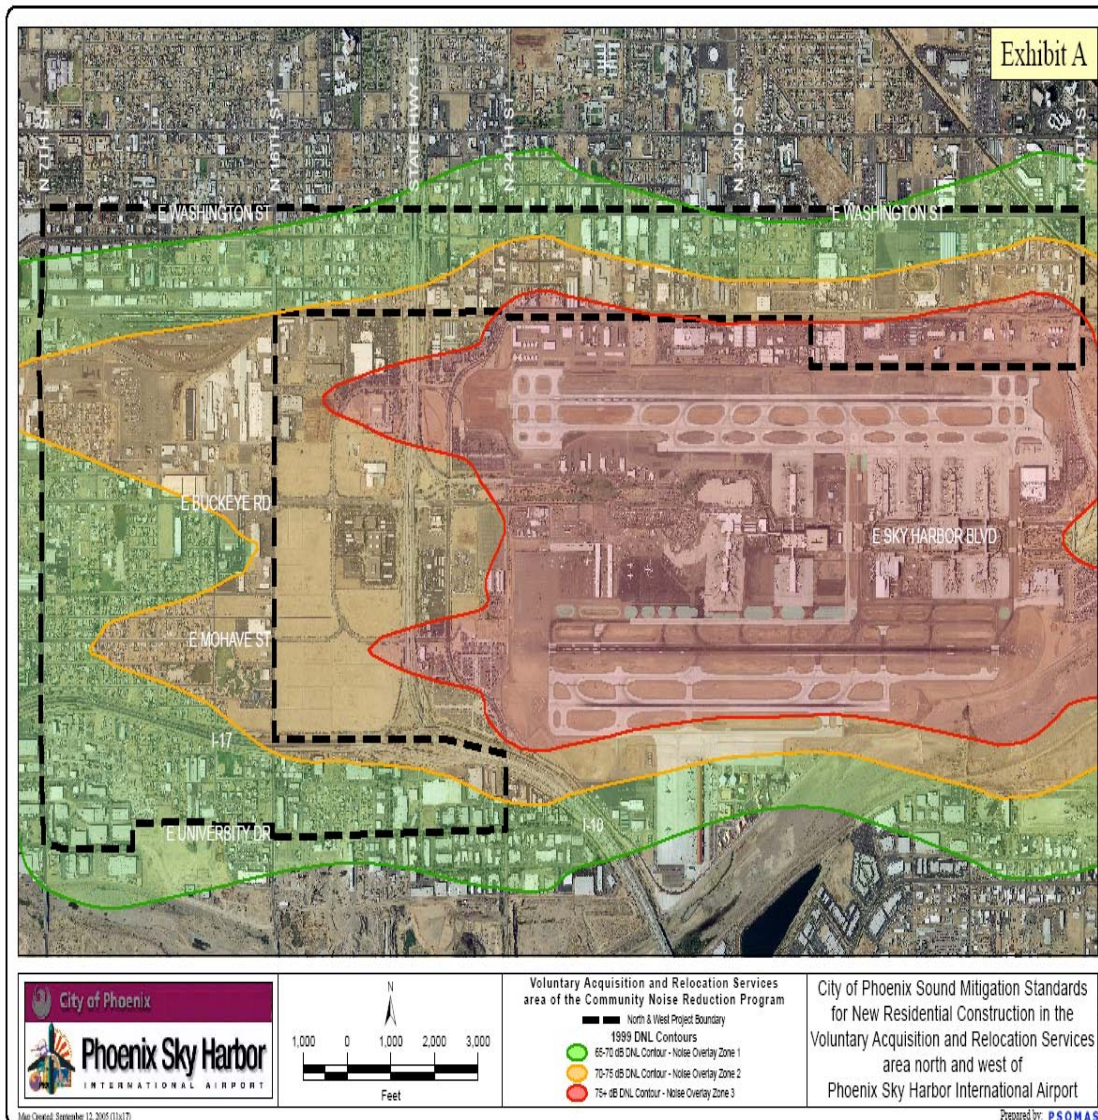 Exhibit A
N 7TH ST
N 16TH ST
STATE HWY 51
N 24TH ST
N 32ND ST
N 44TH ST
E WASHINGTON ST
E WASHINGTON ST
E BUCKEYE RD
E SKY HARBOR BLVD
E MOHAVE ST
I-17
I-10
E UNIVERSITY DR
City of Phoenix
Phoenix Sky Harbor
INTERNATIONAL AIRPORT
N
1,000 0 1,000 2,000 3,000
Feet
Voluntary Acquisition and Relocation Services
area of the Community Noise Reduction Program
North & West Project Boundary
1999 DNL Contours
65-70 dB DNL Contour - Noise Overlay Zone 1
70-75 dB DNL Contour - Noise Overlay Zone 2
75+ dB DNL Contour - Noise Overlay Zone 3
City of Phoenix Sound Mitigation Standards
for New Residential Construction in the
Voluntary Acquisition and Relocation Services
area north and west of
Phoenix Sky Harbor International Airport
Map Created: September 12, 2005 (11x17)
Prepared by: PSOMAS